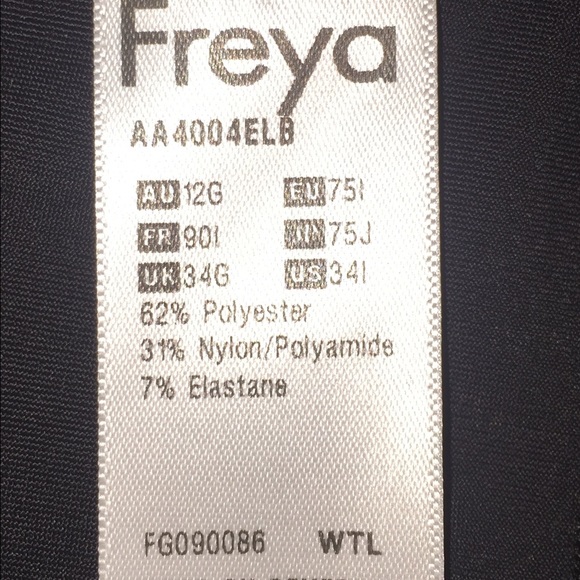 Freya
AA4004ELB
AU 12G EU 75I
FR 90I IN 75J
UK 34G US 34I
62% Polyester
31% Nylon/Polyamide
7% Elastane
FG090086 WTL